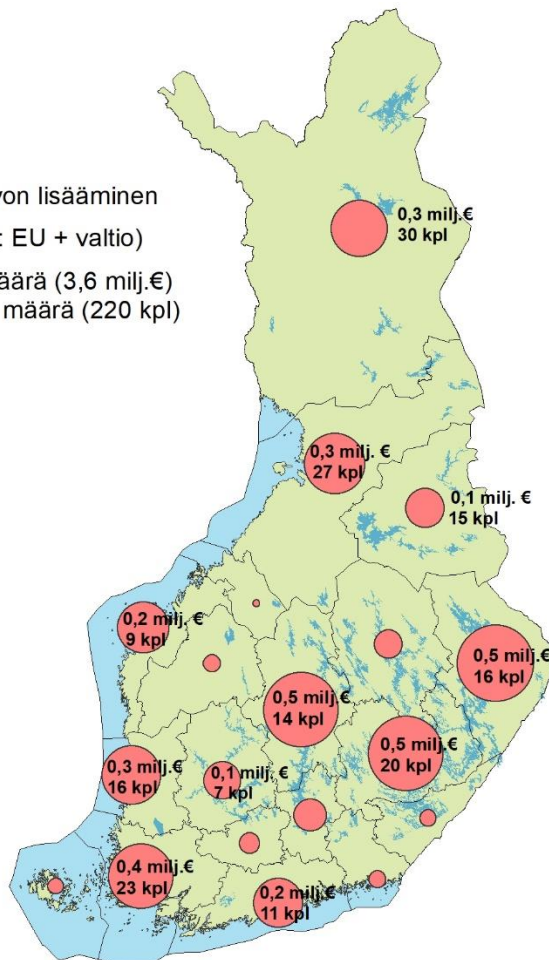 von lisääminen
: EU + valtio)
äärä (3,6 milj.€)
määrä (220 kpl)
0,3 milj.€
30 kpl
0,3 milj. €
27 kpl
0,1 milj. €
15 kpl
0,2 milj. €
9 kpl
0,5 milj.€
16 kpl
0,5 milj.€
14 kpl
0,5 milj.€
20 kpl
0,3 milj.€
16 kpl
0,1 milj. €
7 kpl
0,4 milj.€
23 kpl
0,2 milj.€
11 kpl